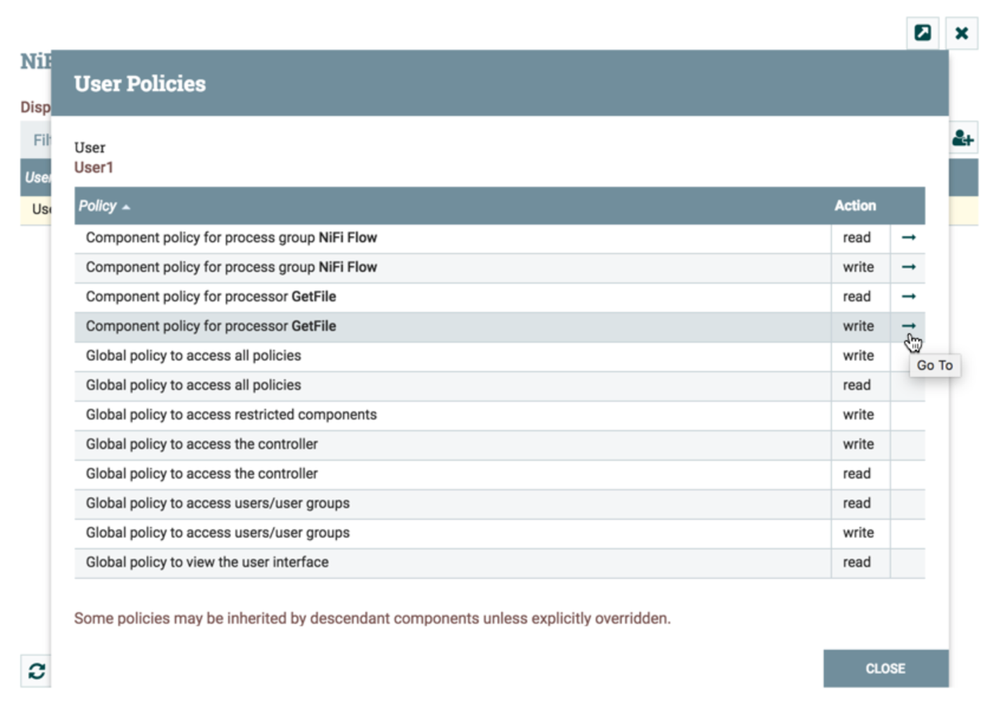 User Policies
User
User1
Policy Action
Component policy for process group NiFi Flow read
Component policy for process group NiFi Flow write
Component policy for processor GetFile read
Component policy for processor GetFile write
Global policy to access all policies write
Go To
Global policy to access all policies read
Global policy to access restricted components write
Global policy to access the controller write
Global policy to access the controller read
Global policy to access users/user groups read
Global policy to access users/user groups write
Global policy to view the user interface read
Some policies may be inherited by descendant components unless explicitly overridden.
CLOSE